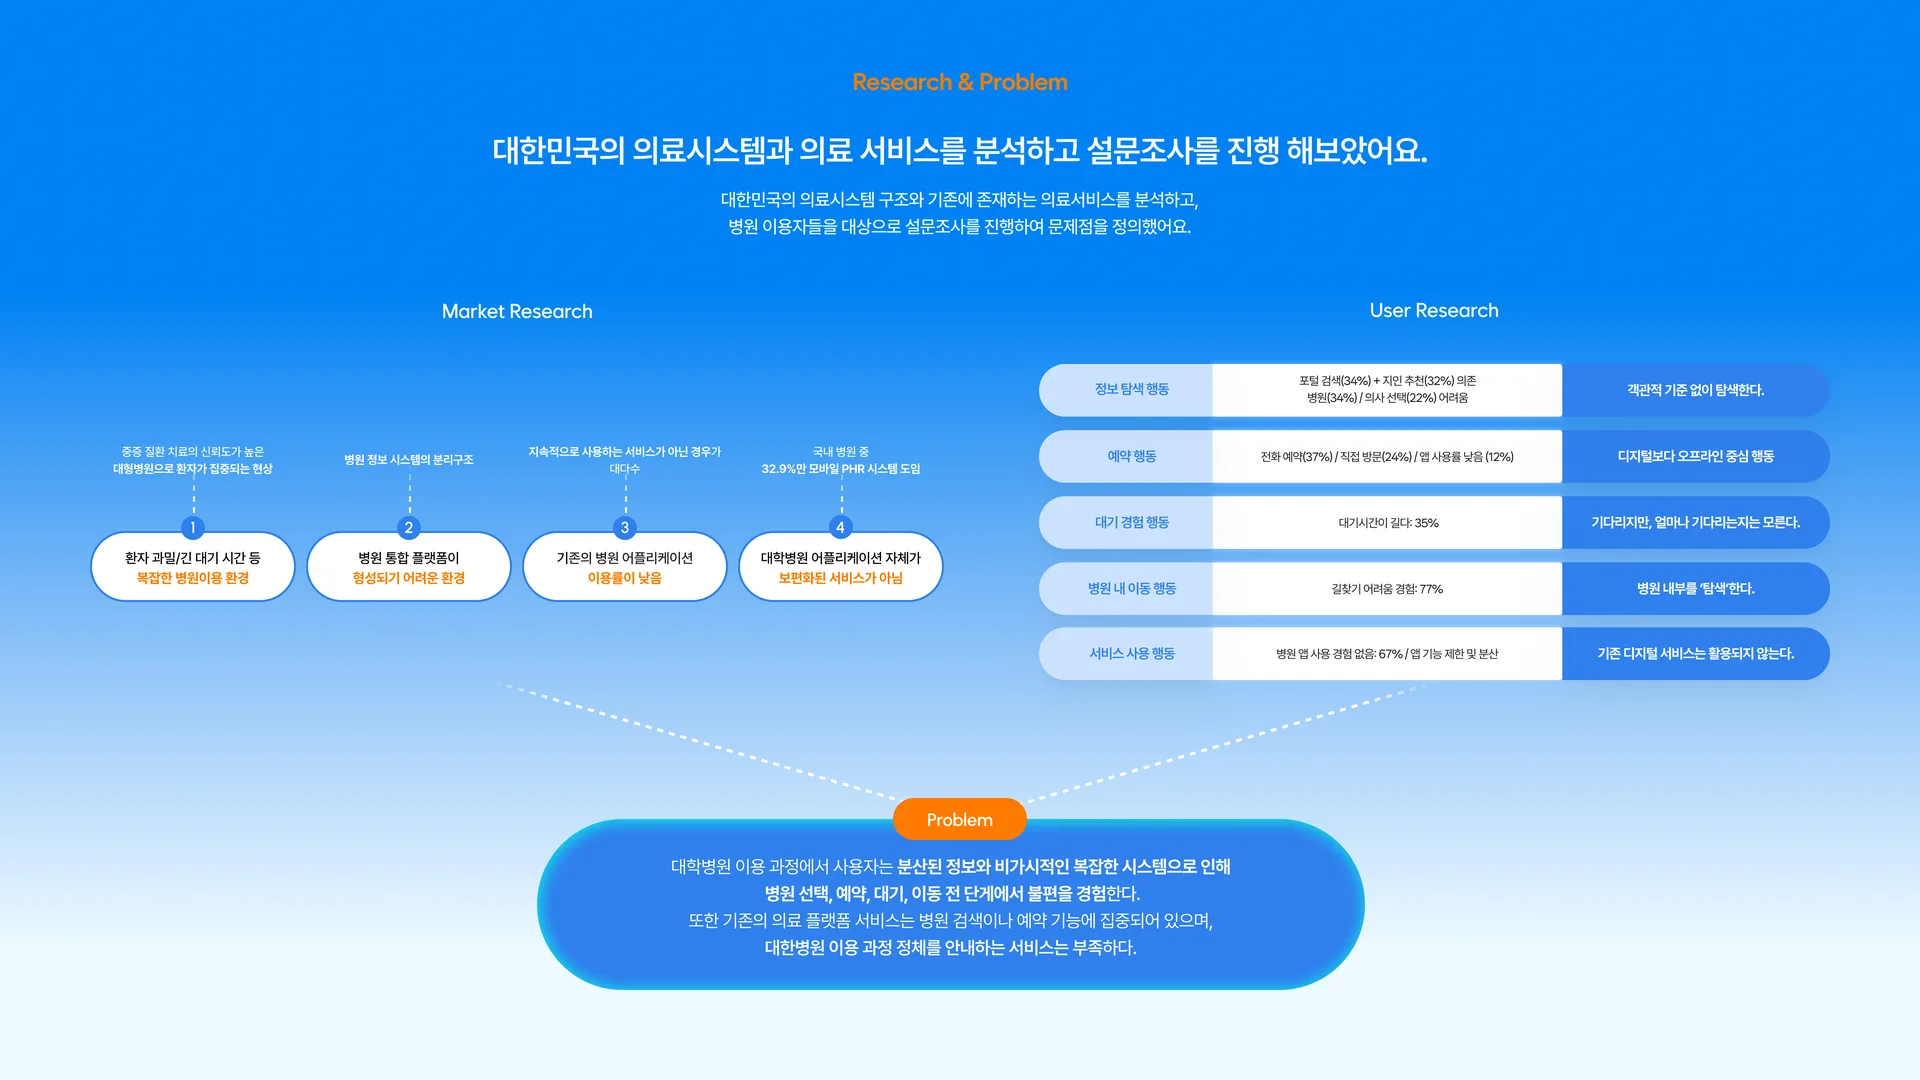 Research & Problem
대한민국의 의료시스템과 의료 서비스를 분석하고 설문조사를 진행 해보았어요.
대한민국의 의료시스템 구조와 기존에 존재하는 의료서비스를 분석하고,
병원 이용자들을 대상으로 설문조사를 진행하여 문제점을 정의했어요.
Market Research
중증 질환 치료의 신뢰도가 높은
대형병원으로 환자가 집중되는 현상
1
환자 과밀/긴 대기 시간 등
복잡한 병원이용 환경
병원 정보 시스템의 분리구조
2
병원 통합 플랫폼이
형성되기 어려운 환경
지속적으로 사용하는 서비스가 아닌 경우가
대다수
3
기존의 병원 어플리케이션
이용률이 낮음
국내 병원 중
32.9%만 모바일 PHR 시스템 도임
4
대학병원 어플리케이션 자체가
보편화된 서비스가 아님
User Research
정보 탐색 행동
포털 검색(34%) + 지인 추천(32%) 의존
병원(34%) / 의사 선택(22%) 어려움
객관적 기준 없이 탐색한다.
예약 행동
전화 예약(37%) / 직접 방문(24%) / 앱 사용률 낮음 (12%)
디지털보다 오프라인 중심 행동
대기 경험 행동
대기시간이 길다: 35%
기다리지만, 얼마나 기다리는지는 모른다.
병원 내 이동 행동
길찾기 어려움 경험: 77%
병원 내부를 ‘탐색’한다.
서비스 사용 행동
병원 앱 사용 경험 없음: 67% / 앱 기능 제한 및 분산
기존 디지털 서비스는 활용되지 않는다.
Problem
대학병원 이용 과정에서 사용자는 분산된 정보와 비가시적인 복잡한 시스템으로 인해
병원 선택, 예약, 대기, 이동 전 단계에서 불편을 경험한다.
또한 기존의 의료 플랫폼 서비스는 병원 검색이나 예약 기능에 집중되어 있으며,
대한병원 이용 과정 정체를 안내하는 서비스는 부족하다.